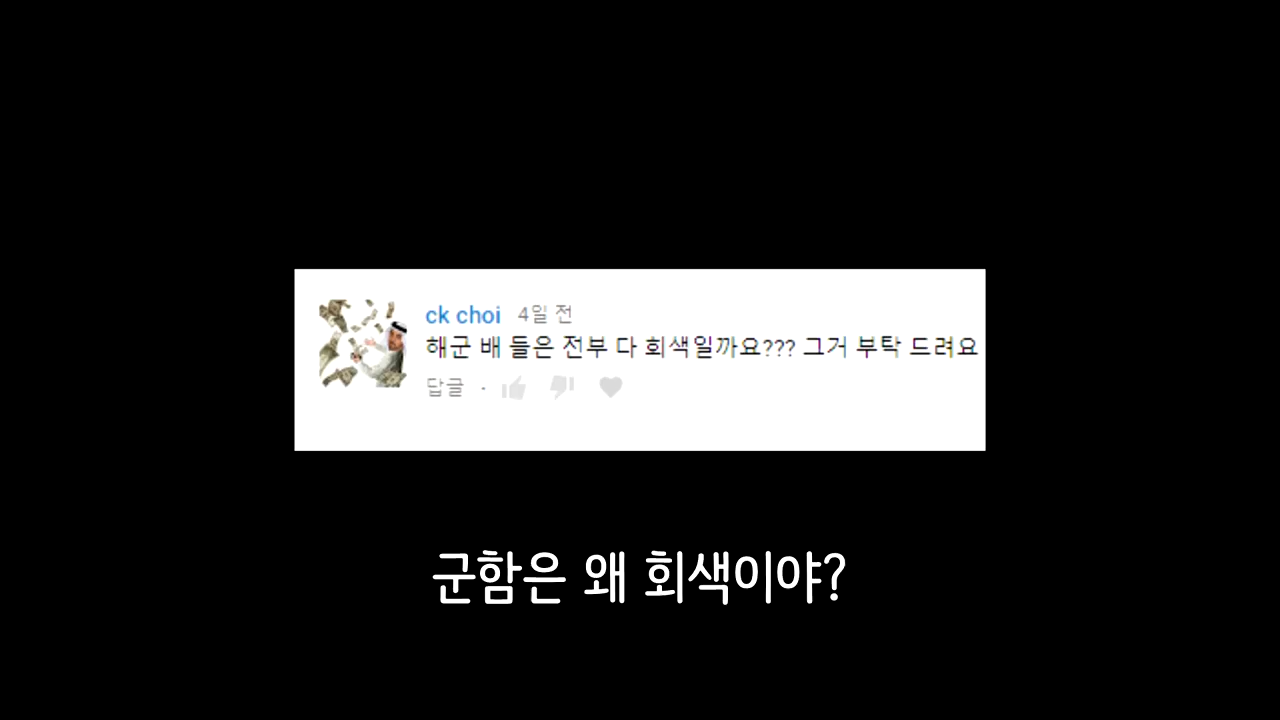 ck choi 4일 전
해군 배 들은 전부 다 회색일까요??? 그거 부탁 드려요
답글 ·
군함은 왜 회색이야?